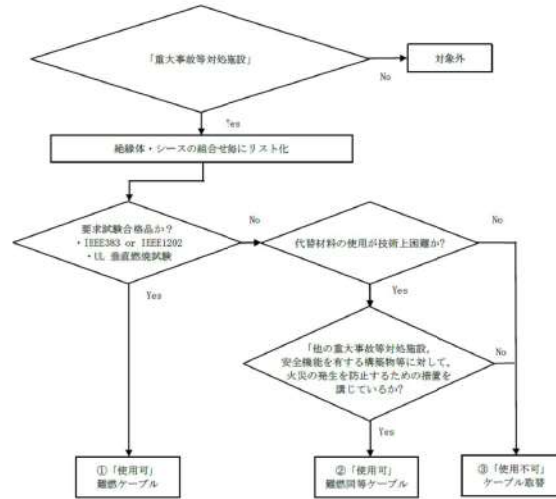 「重大事故等対処施設」
No
対象外
Yes
絶縁体・シースの組合せ毎にリスト化
要求試験合格品か?
・IEEE383 or IEEE1202
・UL 垂直燃焼試験
No
代替材料の使用が技術上困難か?
No
Yes
Yes
「他の重大事故等対処施設,
安全機能を有する構築物等に対して,
火災の発生を防止するための措置を
講じているか?
No
Yes
①「使用可」
難燃ケーブル
②「使用可」
難燃同等ケーブル
③「使用不可」
ケーブル取替